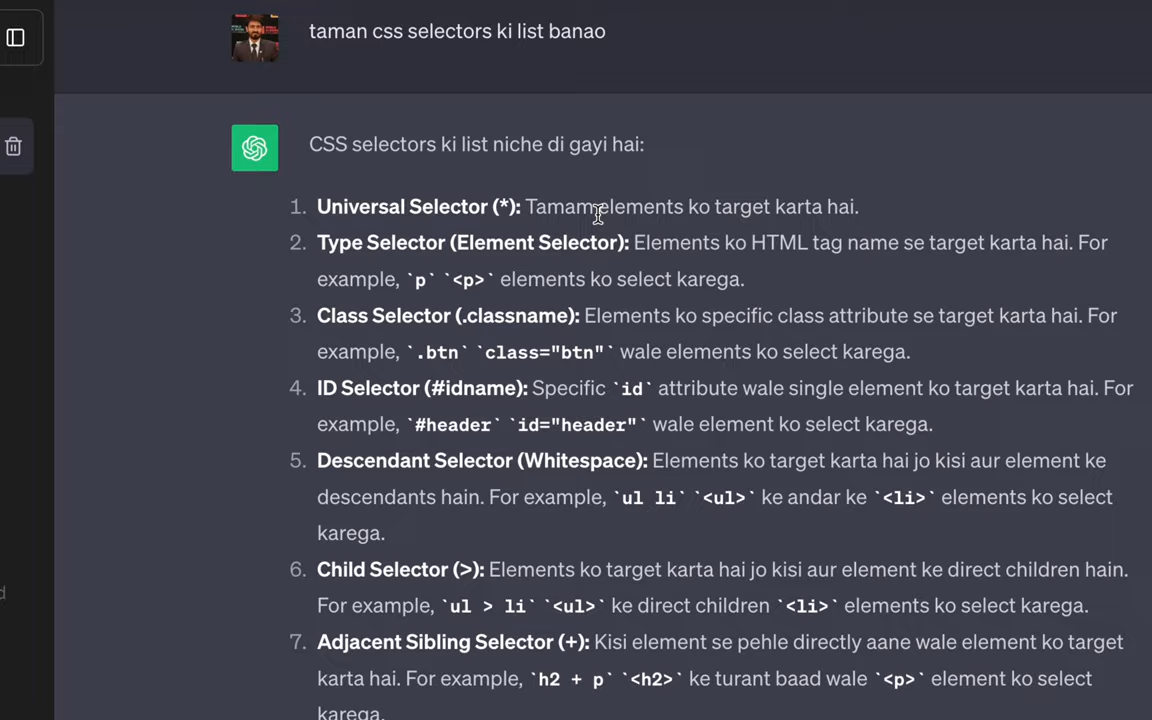 taman css selectors ki list banao
CSS selectors ki list niche di gayi hai:
1. Universal Selector (*): Tamam elements ko target karta hai.
2. Type Selector (Element Selector): Elements ko HTML tag name se target karta hai. For
example, `p` `<p>` elements ko select karega.
3. Class Selector (.classname): Elements ko specific class attribute se target karta hai. For
example, `.btn` `class="btn"` wale elements ko select karega.
4. ID Selector (#idname): Specific `id` attribute wale single element ko target karta hai. For
example, `#header` `id="header"` wale element ko select karega.
5. Descendant Selector (Whitespace): Elements ko target karta hai jo kisi aur element ke
descendants hain. For example, `ul li` `<ul>` ke andar ke `<li>` elements ko select
karega.
6. Child Selector (>): Elements ko target karta hai jo kisi aur element ke direct children hain.
For example, `ul > li` `<ul>` ke direct children `<li>` elements ko select karega.
7. Adjacent Sibling Selector (+): Kisi element se pehle directly aane wale element ko target
karta hai. For example, `h2 + p` `<h2>` ke turant baad wale `<p>` element ko select
karega.